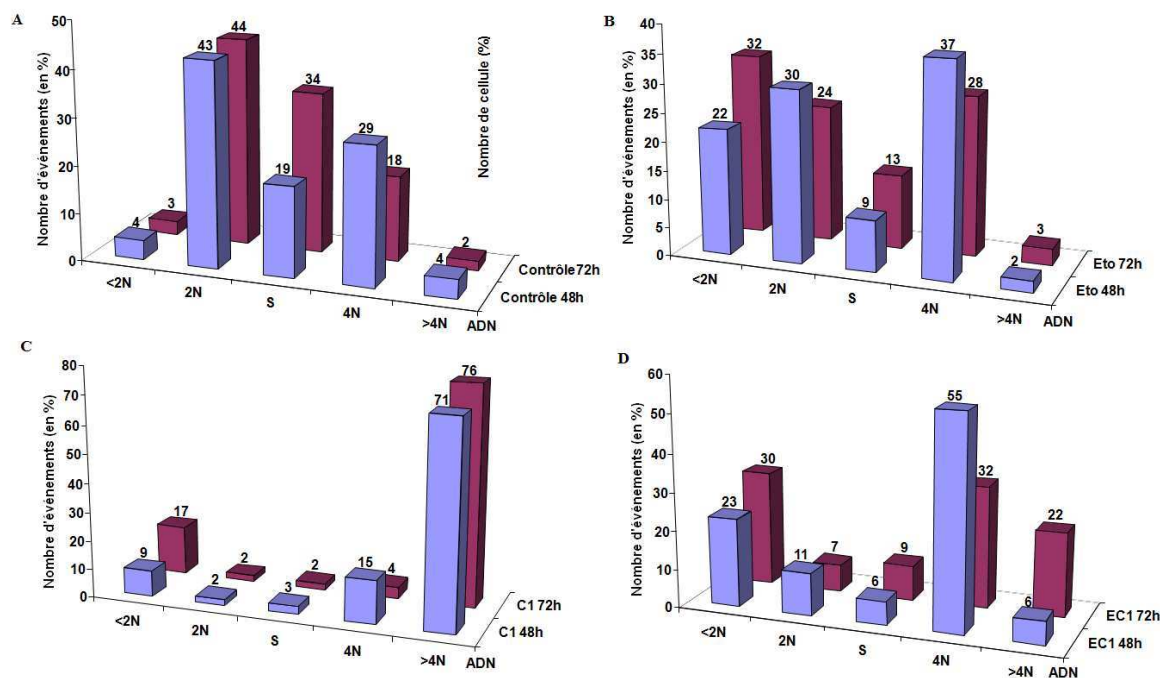 A
Nombre d'événements (en %)
50
40
30
20
10
0
4
3
43
44
19
34
29
18
4
2
Nombre de cellule (%)
Contrôle 72h
Contrôle 48h
<2N
2N
S
4N
>4N
ADN
B
Nombre d'événements (en %)
40
35
30
25
20
15
10
5
0
22
32
30
24
9
13
37
28
2
3
Eto 72h
Eto 48h
<2N
2N
S
4N
>4N
ADN
C
Nombre d'événements (en %)
80
70
60
50
40
30
20
10
0
9
17
2
2
3
2
15
4
71
76
C1 72h
C1 48h
<2N
2N
S
4N
>4N
ADN
D
Nombre d'événements (en %)
60
50
40
30
20
10
0
23
30
11
7
6
9
55
32
6
22
EC1 72h
EC1 48h
<2N
2N
S
4N
>4N
ADN